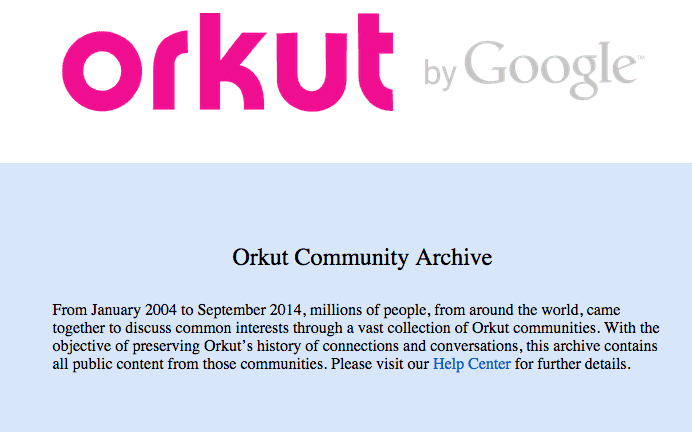 orkut by Google™
Orkut Community Archive
From January 2004 to September 2014, millions of people, from around the world, came
together to discuss common interests through a vast collection of Orkut communities. With the
objective of preserving Orkut’s history of connections and conversations, this archive contains
all public content from those communities. Please visit our Help Center for further details.